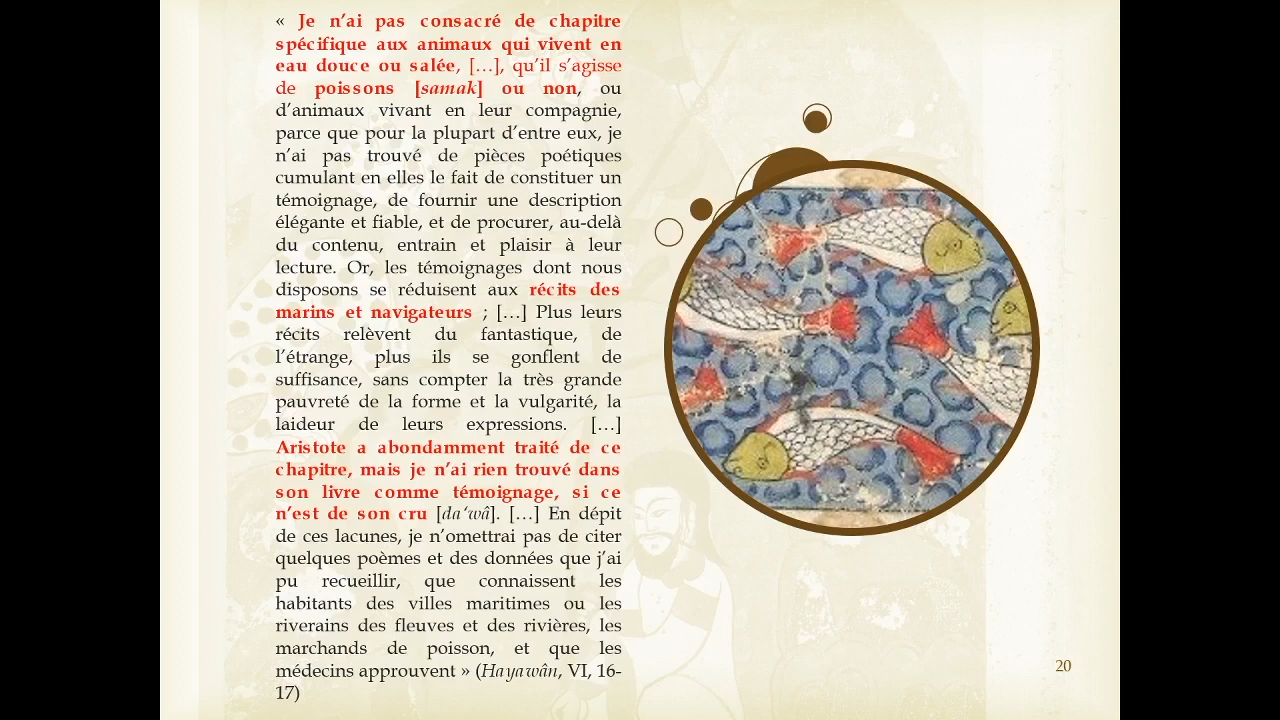 « Je n’ai pas consacré de chapitre
spécifique aux animaux qui vivent en
eau douce ou salée, […], qu’il s’agisse
de poissons [samak] ou non, ou
d’animaux vivant en leur compagnie,
parce que pour la plupart d’entre eux, je
n’ai pas trouvé de pièces poétiques
cumulant en elles le fait de constituer un
témoignage, de fournir une description
élégante et fiable, et de procurer, au-delà
du contenu, entrain et plaisir à leur
lecture. Or, les témoignages dont nous
disposons se réduisent aux récits des
marins et navigateurs ; […] Plus leurs
récits relèvent du fantastique, de
l’étrange, plus ils se gonflent de
suffisance, sans compter la très grande
pauvreté de la forme et la vulgarité, la
laideur de leurs expressions. […]
Aristote a abondamment traité de ce
chapitre, mais je n’ai rien trouvé dans
son livre comme témoignage, si ce
n’est de son cru [da‘wâ]. […] En dépit
de ces lacunes, je n’omettrai pas de citer
quelques poèmes et des données que j’ai
pu recueillir, que connaissent les
habitants des villes maritimes ou les
riverains des fleuves et des rivières, les
marchands de poisson, et que les
médecins approuvent » (Hayawân, VI, 16-
17)
20